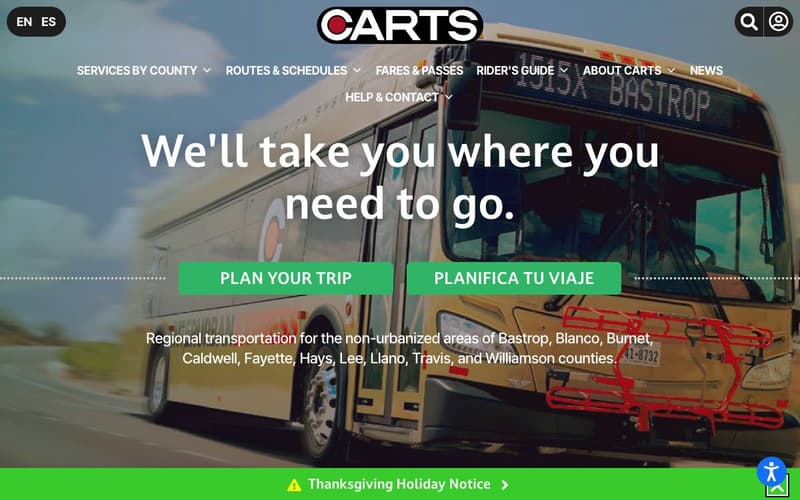 EN ES
CARTS
SERVICES BY COUNTY ROUTES & SCHEDULES FARES & PASSES RIDER'S GUIDE ABOUT CARTS NEWS
HELP & CONTACT
1515X BASTROP
We'll take you where you
need to go.
PLAN YOUR TRIP PLANIFICA TU VIAJE
Regional transportation for the non-urbanized areas of Bastrop, Blanco, Burnet,
Caldwell, Fayette, Hays, Lee, Llano, Travis, and Williamson counties.
41-8732
Thanksgiving Holiday Notice